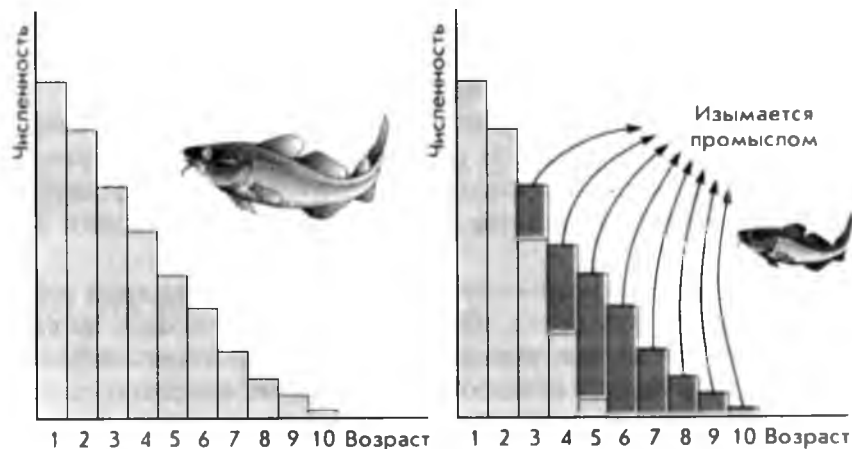 Численность
1 2 3 4 5 6 7 8 9 10 Возраст
Численность
Изымается
промыслом
1 2 3 4 5 6 7 8 9 10 Возраст